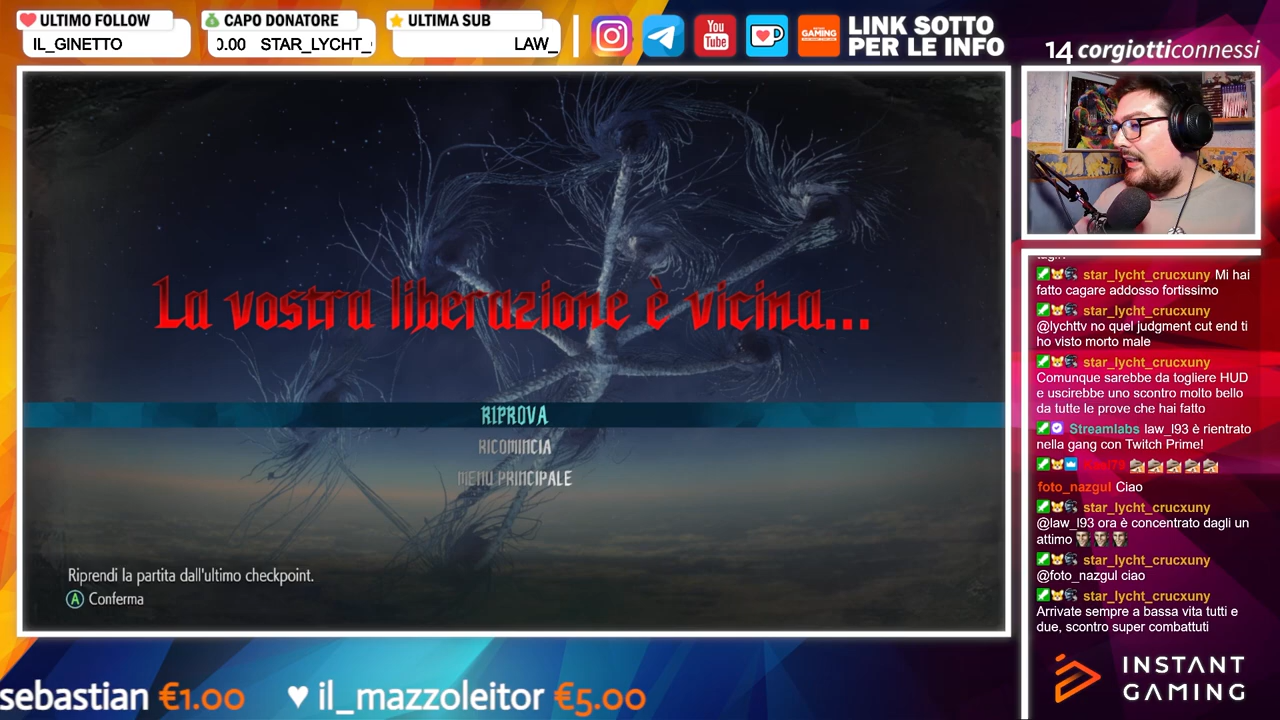 ULTIMO FOLLOW
IL_GINETTO
CAPO DONATORE
0.00 STAR_LYCHT_
ULTIMA SUB
LAW_
You
Tube
GAMING
LINK SOTTO
PER LE INFO
14 corgiotticonnessi
La vostra liberazione è vicina...
RIPROVA
RICOMINCIA
MENU PRINCIPALE
Riprendi la partita dall'ultimo checkpoint.
A Conferma
star_lycht_crucxuny Mi hai
fatto cagare addosso fortissimo
star_lycht_crucxuny
@lychttv no quel judgment cut end ti
ho visto morto male
star_lycht_crucxuny
Comunque sarebbe da togliere HUD
e uscirebbe uno scontro molto bello
da tutte le prove che hai fatto
Streamlabs law_l93 è rientrato
nella gang con Twitch Prime!
foto_nazgul Ciao
star_lycht_crucxuny
@law_l93 ora è concentrato dagli un
attimo
star_lycht_crucxuny
@foto_nazgul ciao
star_lycht_crucxuny
Arrivate sempre a bassa vita tutti e
due, scontro super combattuti
INSTANT
GAMING
sebastian €1.00 ♥ il_mazzoleitor €5.00